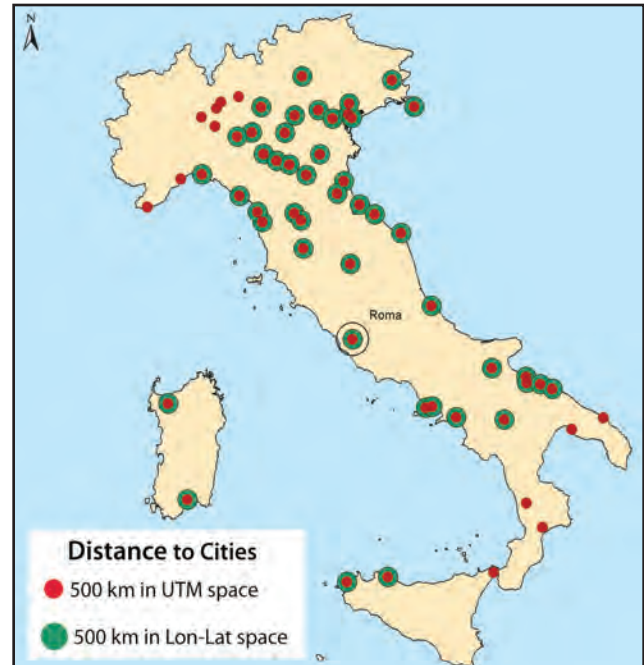 N
Roma
Distance to Cities
500 km in UTM space
500 km in Lon-Lat space